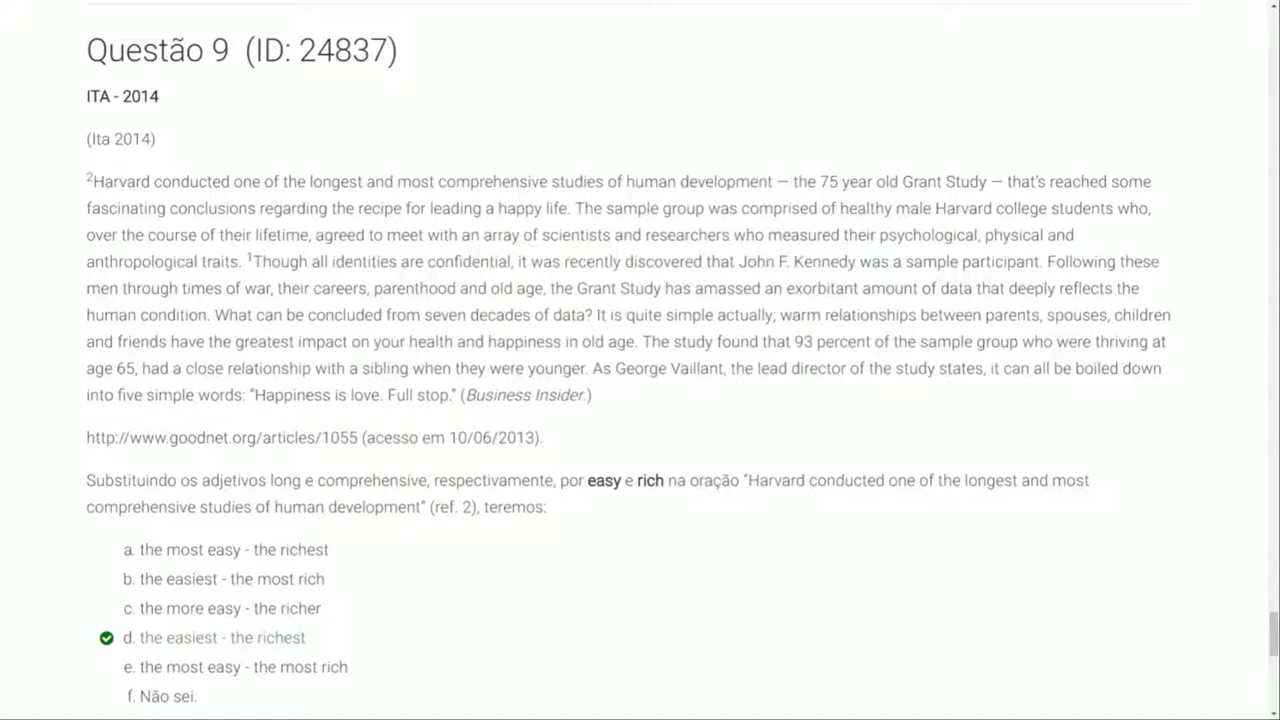 Questão 9 (ID: 24837)
ITA - 2014
(Ita 2014)
²Harvard conducted one of the longest and most comprehensive studies of human development — the 75 year old Grant Study — that's reached some
fascinating conclusions regarding the recipe for leading a happy life. The sample group was comprised of healthy male Harvard college students who,
over the course of their lifetime, agreed to meet with an array of scientists and researchers who measured their psychological, physical and
anthropological traits. ¹Though all identities are confidential, it was recently discovered that John F. Kennedy was a sample participant. Following these
men through times of war, their careers, parenthood and old age, the Grant Study has amassed an exorbitant amount of data that deeply reflects the
human condition. What can be concluded from seven decades of data? It is quite simple actually; warm relationships between parents, spouses, children
and friends have the greatest impact on your health and happiness in old age. The study found that 93 percent of the sample group who were thriving at
age 65, had a close relationship with a sibling when they were younger. As George Vaillant, the lead director of the study states, it can all be boiled down
into five simple words: “Happiness is love. Full stop.” (Business Insider.)
http://www.goodnet.org/articles/1055 (acesso em 10/06/2013).
Substituindo os adjetivos long e comprehensive, respectivamente, por easy e rich na oração “Harvard conducted one of the longest and most
comprehensive studies of human development” (ref. 2), teremos:
a. the most easy - the richest
b. the easiest - the most rich
c. the more easy - the richer
d. the easiest - the richest
e. the most easy - the most rich
f. Não sei.